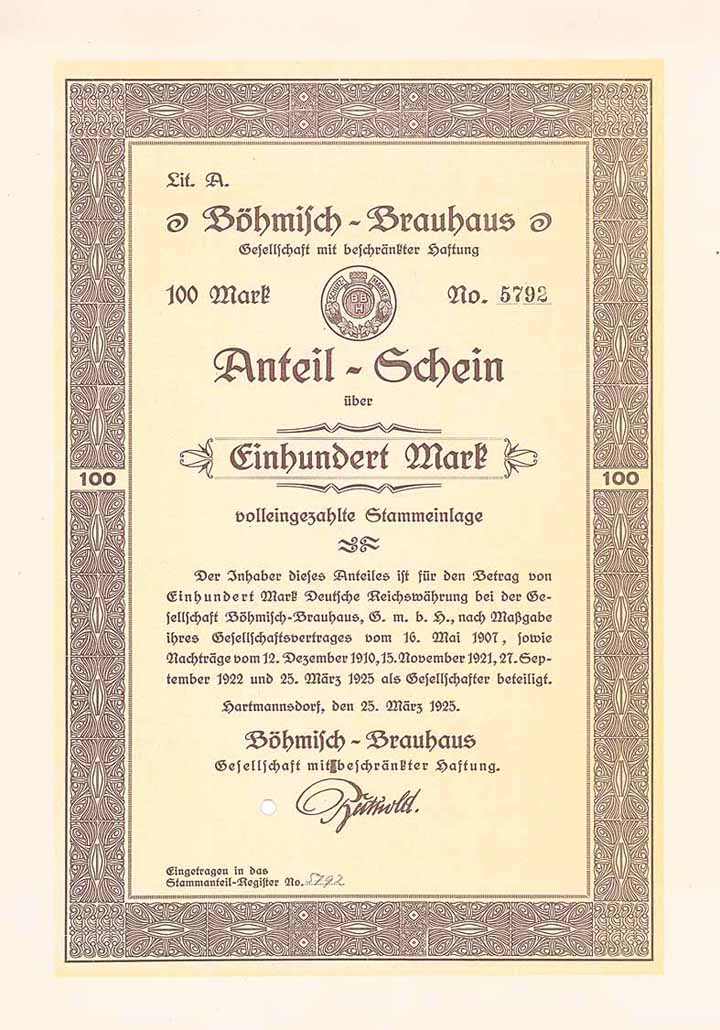 Lit. A.
Böhmisch-Brauhaus
Gesellschaft mit beschränkter Haftung
100 Mark
SCHUTZ MARKE
BB
H
No. 5792
Anteil-Schein
über
Einhundert Mark
100
100
volleingezahlte Stammeinlage
Der Inhaber dieses Anteiles ist für den Betrag von
Einhundert Mark Deutsche Reichswährung bei der Ge-
sellschaft Böhmisch-Brauhaus, G. m. b. H., nach Maßgabe
ihres Gesellschaftsvertrages vom 16. Mai 1907, sowie
Nachträge vom 12. Dezember 1910, 15. November 1921, 27. Sep-
tember 1922 und 25. März 1925 als Gesellschafter beteiligt.
Hartmannsdorf, den 25. März 1925.
Böhmisch-Brauhaus
Gesellschaft mit beschränkter Haftung.
Eingetragen in das
Stammanteil-Register No. 5792